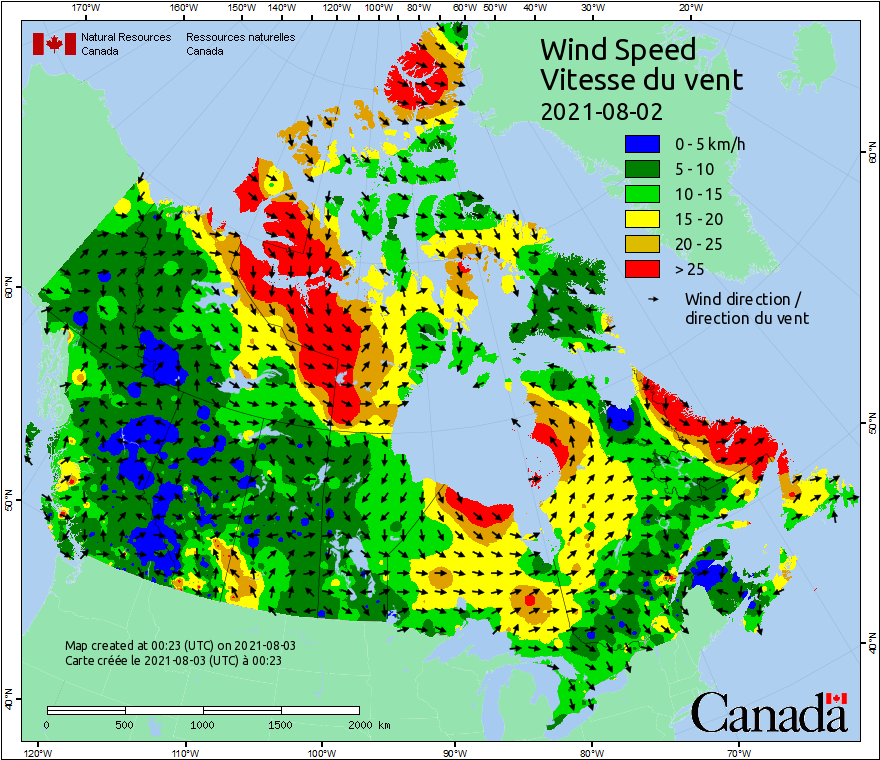 170°W 160°W 150°W 140°W 130°W 120°W 110°W 100°W 90°W 80°W 70°W 60°W 50°W 40°W 30°W 20°W
Natural Resources Ressources naturelles
Canada Canada
Wind Speed
Vitesse du vent
2021-08-02
0 - 5 km/h
5 - 10
10 - 15
15 - 20
20 - 25
> 25
Wind direction /
direction du vent
60°N
60°N
50°N
50°N
40°N
40°N
Map created at 00:23 (UTC) on 2021-08-03
Carte créée le 2021-08-03 (UTC) à 00:23
0 500 1000 1500 2000 km
Canada
120°W 110°W 100°W 90°W 80°W 70°W